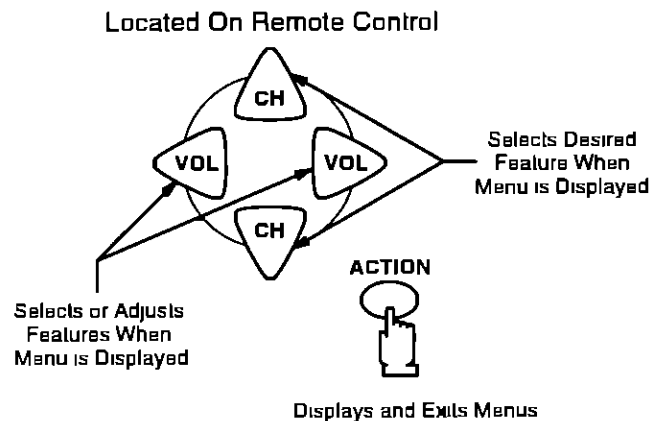 Located On Remote Control
CH
VOL
VOL
CH
Selects Desired
Feature When
Menu is Displayed
ACTION
Selects or Adjusts
Features When
Menu is Displayed
Displays and Exits Menus